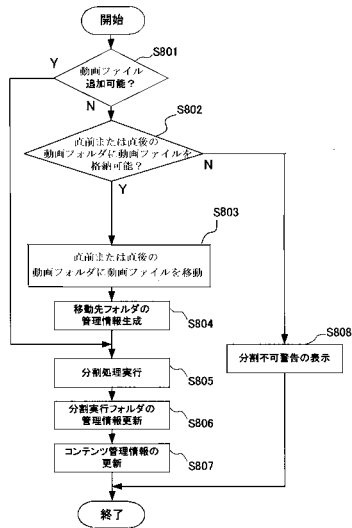 開始
S801
動画ファイル
追加可能？
Y
N
S802
直前または直後の
動画フォルダに動画ファイルを
格納可能？
N
Y
S803
直前または直後の
動画フォルダに動画ファイルを移動
移動先フォルダの
管理情報生成
S804
S808
分割不可警告の表示
分割処理実行
S805
分割実行フォルダの
管理情報更新
S806
コンテンツ管理情報の
更新
S807
終了